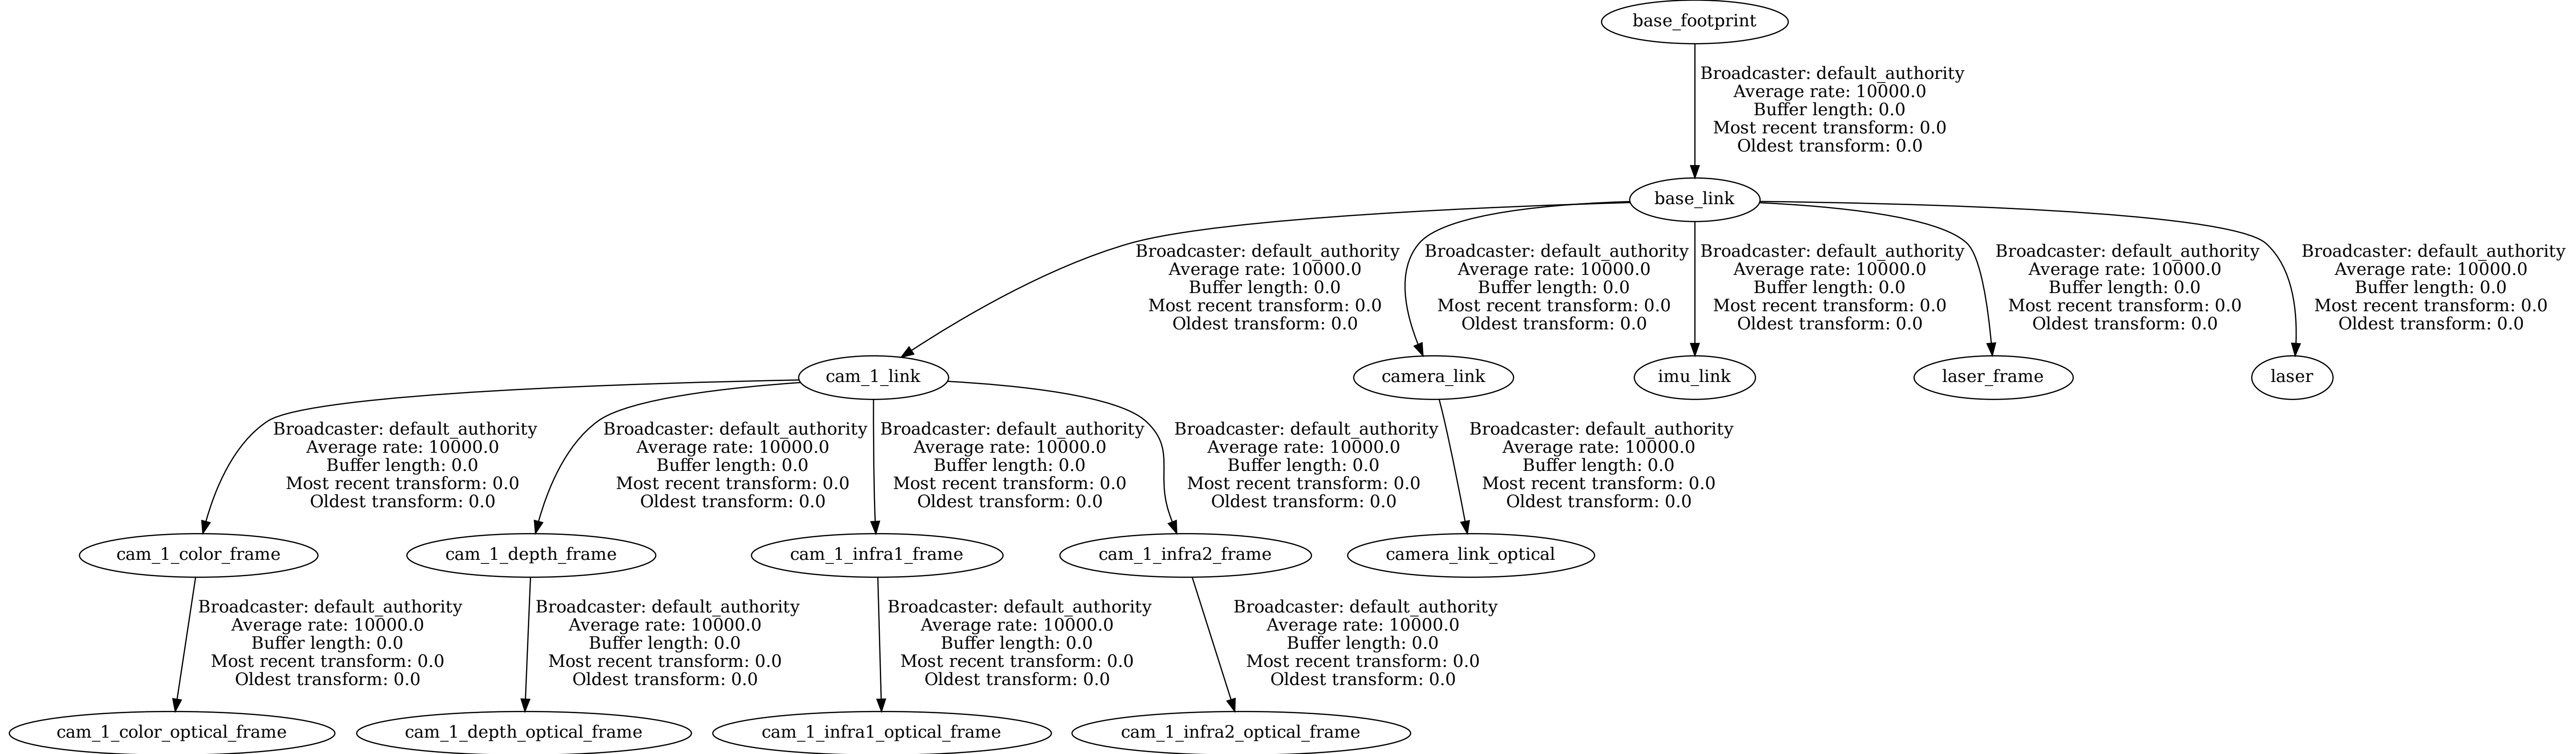 base_footprint
Broadcaster: default_authority
Average rate: 10000.0
Buffer length: 0.0
Most recent transform: 0.0
Oldest transform: 0.0
base_link
Broadcaster: default_authority
Average rate: 10000.0
Buffer length: 0.0
Most recent transform: 0.0
Oldest transform: 0.0
Broadcaster: default_authority
Average rate: 10000.0
Buffer length: 0.0
Most recent transform: 0.0
Oldest transform: 0.0
Broadcaster: default_authority
Average rate: 10000.0
Buffer length: 0.0
Most recent transform: 0.0
Oldest transform: 0.0
Broadcaster: default_authority
Average rate: 10000.0
Buffer length: 0.0
Most recent transform: 0.0
Oldest transform: 0.0
Broadcaster: default_authority
Average rate: 10000.0
Buffer length: 0.0
Most recent transform: 0.0
Oldest transform: 0.0
cam_1_link
camera_link
imu_link
laser_frame
laser
Broadcaster: default_authority
Average rate: 10000.0
Buffer length: 0.0
Most recent transform: 0.0
Oldest transform: 0.0
Broadcaster: default_authority
Average rate: 10000.0
Buffer length: 0.0
Most recent transform: 0.0
Oldest transform: 0.0
Broadcaster: default_authority
Average rate: 10000.0
Buffer length: 0.0
Most recent transform: 0.0
Oldest transform: 0.0
Broadcaster: default_authority
Average rate: 10000.0
Buffer length: 0.0
Most recent transform: 0.0
Oldest transform: 0.0
Broadcaster: default_authority
Average rate: 10000.0
Buffer length: 0.0
Most recent transform: 0.0
Oldest transform: 0.0
cam_1_color_frame
cam_1_depth_frame
cam_1_infra1_frame
cam_1_infra2_frame
camera_link_optical
Broadcaster: default_authority
Average rate: 10000.0
Buffer length: 0.0
Most recent transform: 0.0
Oldest transform: 0.0
Broadcaster: default_authority
Average rate: 10000.0
Buffer length: 0.0
Most recent transform: 0.0
Oldest transform: 0.0
Broadcaster: default_authority
Average rate: 10000.0
Buffer length: 0.0
Most recent transform: 0.0
Oldest transform: 0.0
Broadcaster: default_authority
Average rate: 10000.0
Buffer length: 0.0
Most recent transform: 0.0
Oldest transform: 0.0
cam_1_color_optical_frame
cam_1_depth_optical_frame
cam_1_infra1_optical_frame
cam_1_infra2_optical_frame